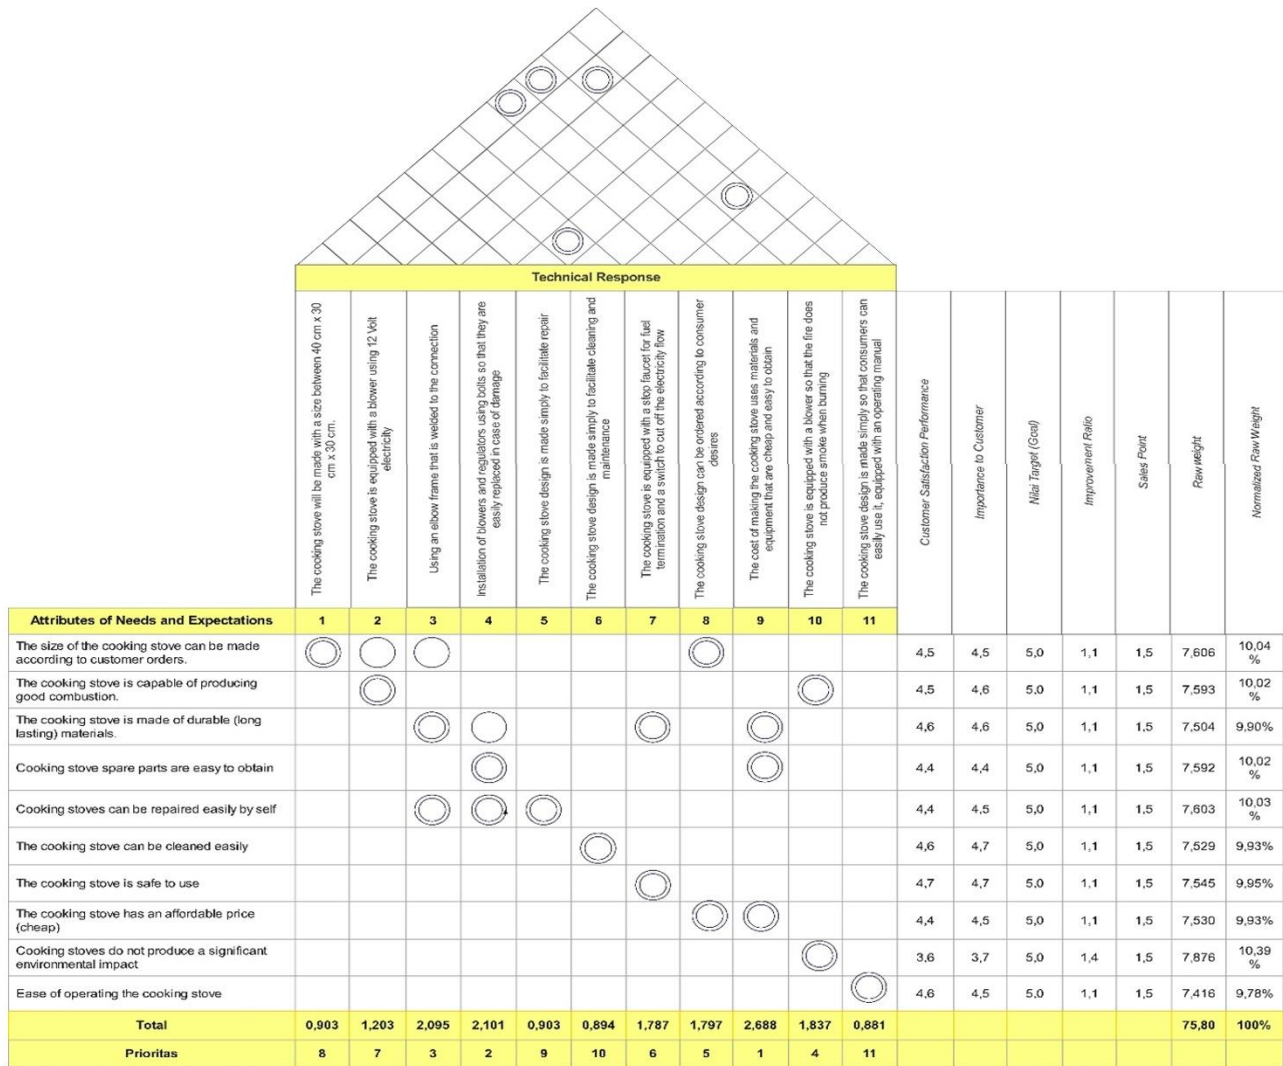 Technical Response
The cooking stove will be made with a size between 40 cm x 30
cm x 30 cm.
The cooking stove is equipped with a blower using 12 Volt
electricity
Using an elbow frame that is welded to the connection
Installation of blowers and regulators using bolts so that they are
easily replaced in case of damage
The cooking stove design is made simply to facilitate repair
The cooking stove design is made simply to facilitate cleaning and
maintenance
The cooking stove is equipped with a stop faucet for fuel
termination and a switch to cut off the electricity flow
The cooking stove design can be ordered according to consumer
desires
The cost of making the cooking stove uses materials and
equipment that are cheap and easy to obtain
The cooking stove is equipped with a blower so that the fire does
not produce smoke when burning
The cooking stove design is made simply so that consumers can
easily use it, equipped with an operating manual
Customer Satisfaction Performance
Importance to Customer
Nilai Target (Goal)
Improvement Ratio
Sales Point
Raw weight
Normalized Raw Weight
Attributes of Needs and Expectations 1 2 3 4 5 6 7 8 9 10 11
The size of the cooking stove can be made
according to customer orders.
4,5 4,5 5,0 1,1 1,5 7,606 10,04
%
The cooking stove is capable of producing
good combustion.
4,5 4,6 5,0 1,1 1,5 7,593 10,02
%
The cooking stove is made of durable (long
lasting) materials.
4,6 4,6 5,0 1,1 1,5 7,504 9,90%
Cooking stove spare parts are easy to obtain
4,4 4,4 5,0 1,1 1,5 7,592 10,02
%
Cooking stoves can be repaired easily by self
4,4 4,5 5,0 1,1 1,5 7,603 10,03
%
The cooking stove can be cleaned easily
4,6 4,7 5,0 1,1 1,5 7,529 9,93%
The cooking stove is safe to use
4,7 4,7 5,0 1,1 1,5 7,545 9,95%
The cooking stove has an affordable price
(cheap)
4,4 4,5 5,0 1,1 1,5 7,530 9,93%
Cooking stoves do not produce a significant
environmental impact
3,6 3,7 5,0 1,4 1,5 7,876 10,39
%
Ease of operating the cooking stove
4,6 4,5 5,0 1,1 1,5 7,416 9,78%
Total 0,903 1,203 2,095 2,101 0,903 0,894 1,787 1,797 2,688 1,837 0,881 75,80 100%
Prioritas 8 7 3 2 9 10 6 5 1 4 11